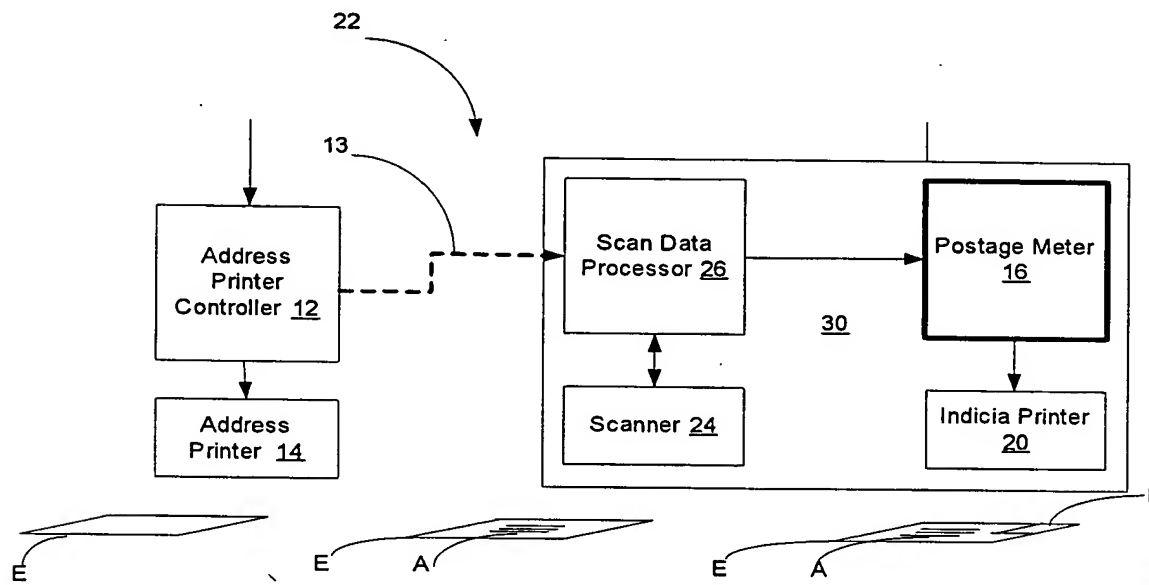 22
13
Address
Printer
Controller 12
Scan Data
Processor 26
Postage Meter
16
30
Address
Printer 14
Scanner 24
Indicia Printer
20
E
E
A
E
A